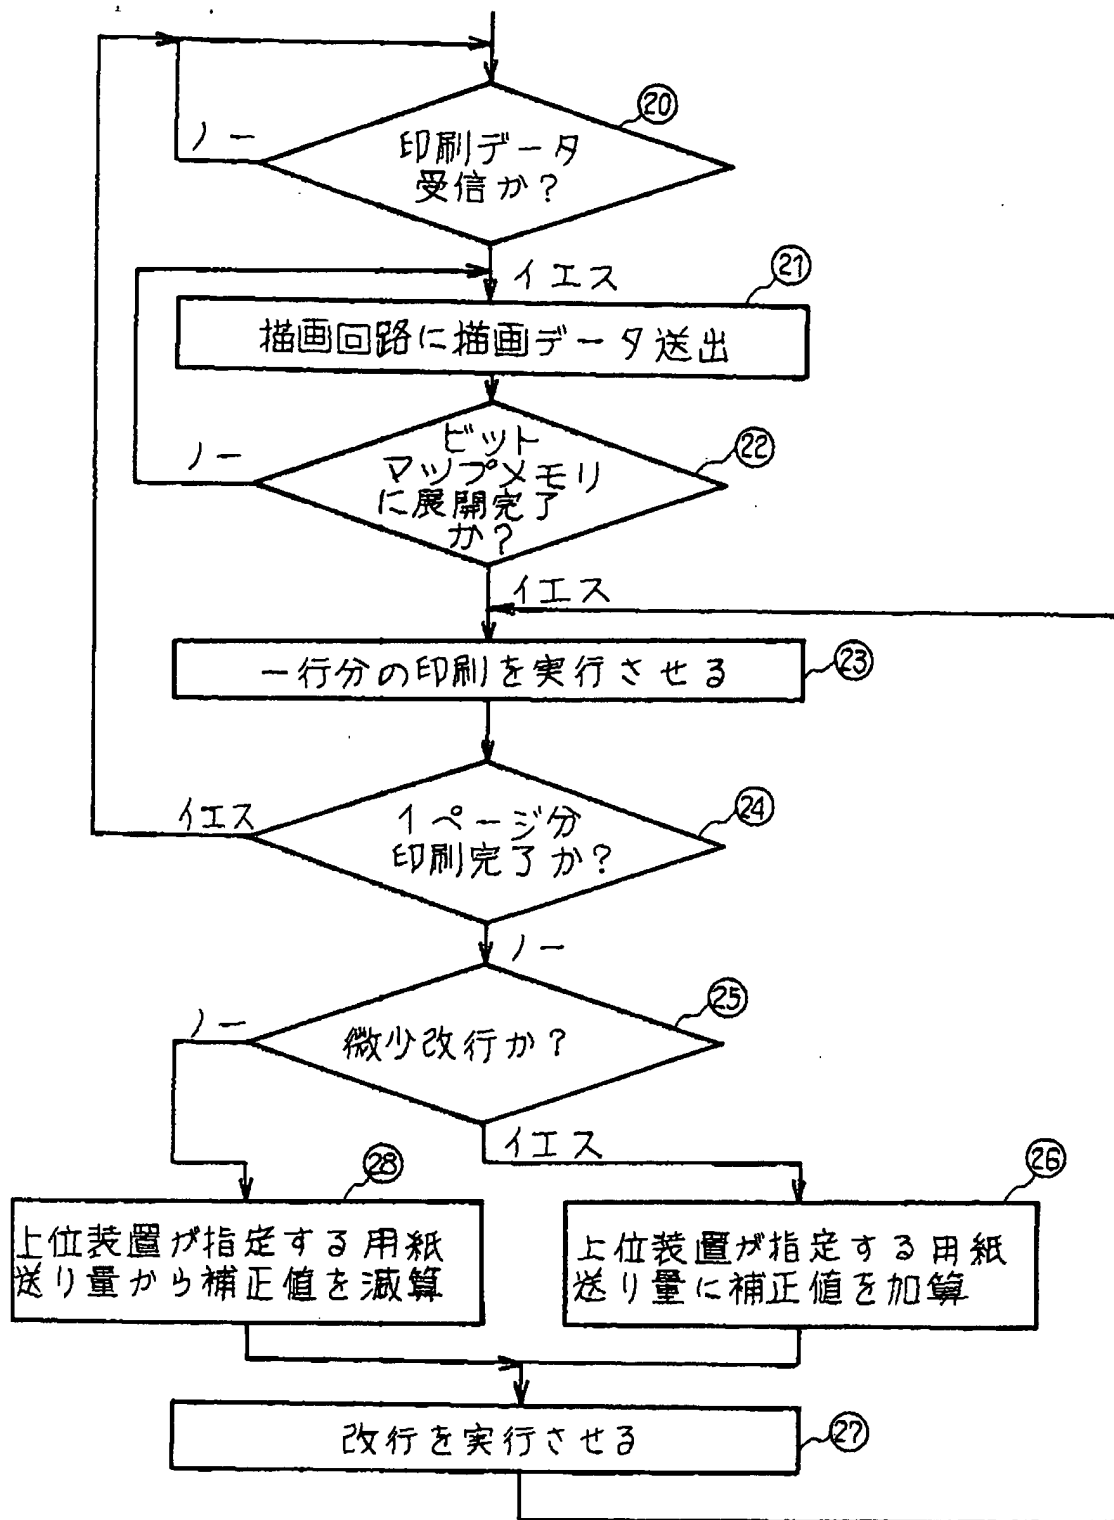 ⑳
ノー
印刷データ
受信か?
イエス
㉑
描画回路に描画データ送出
ノー
ビット
マップメモリ
に展開完了
か?
㉒
イエス
一行分の印刷を実行させる
㉓
イエス
1ページ分
印刷完了か?
㉔
ノー
㉕
ノー
微少改行か?
イエス
㉘
㉖
上位装置が指定する用紙
送り量から補正値を減算
上位装置が指定する用紙
送り量に補正値を加算
改行を実行させる
㉗